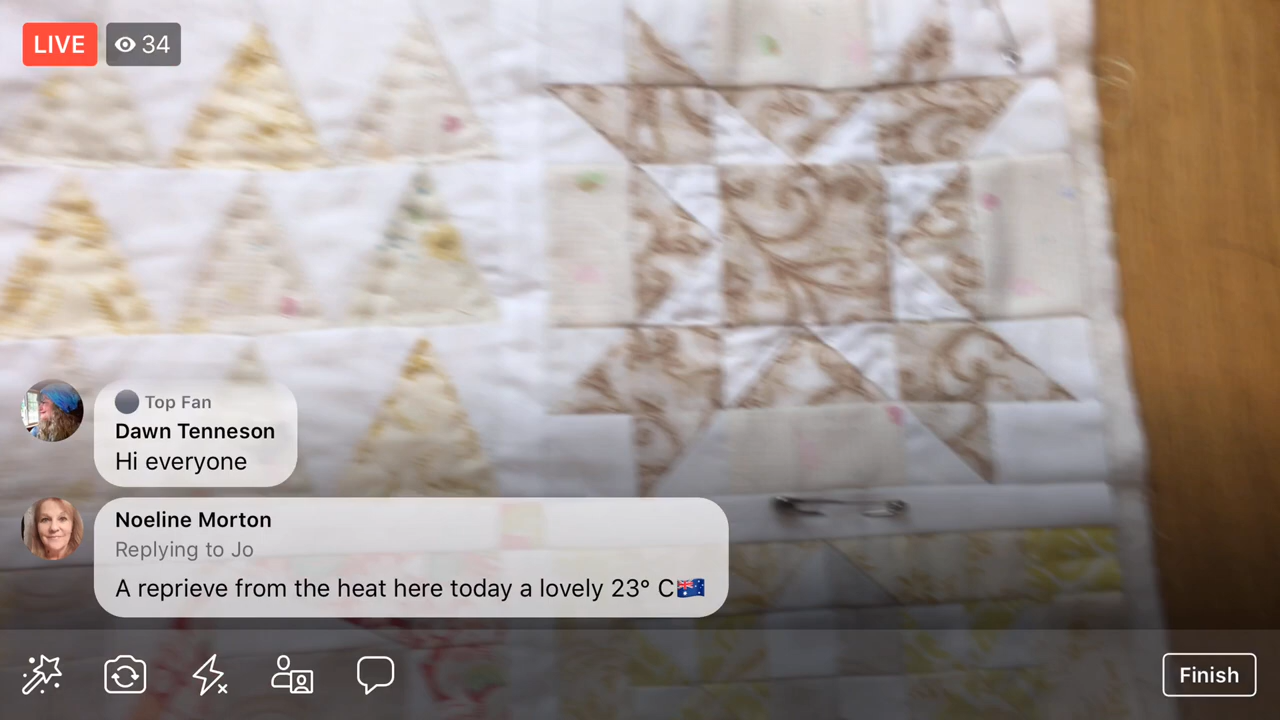 LIVE 34
Top Fan
Dawn Tenneson
Hi everyone
Noeline Morton
Replying to Jo
A reprieve from the heat here today a lovely 23° C🇦🇺
Finish